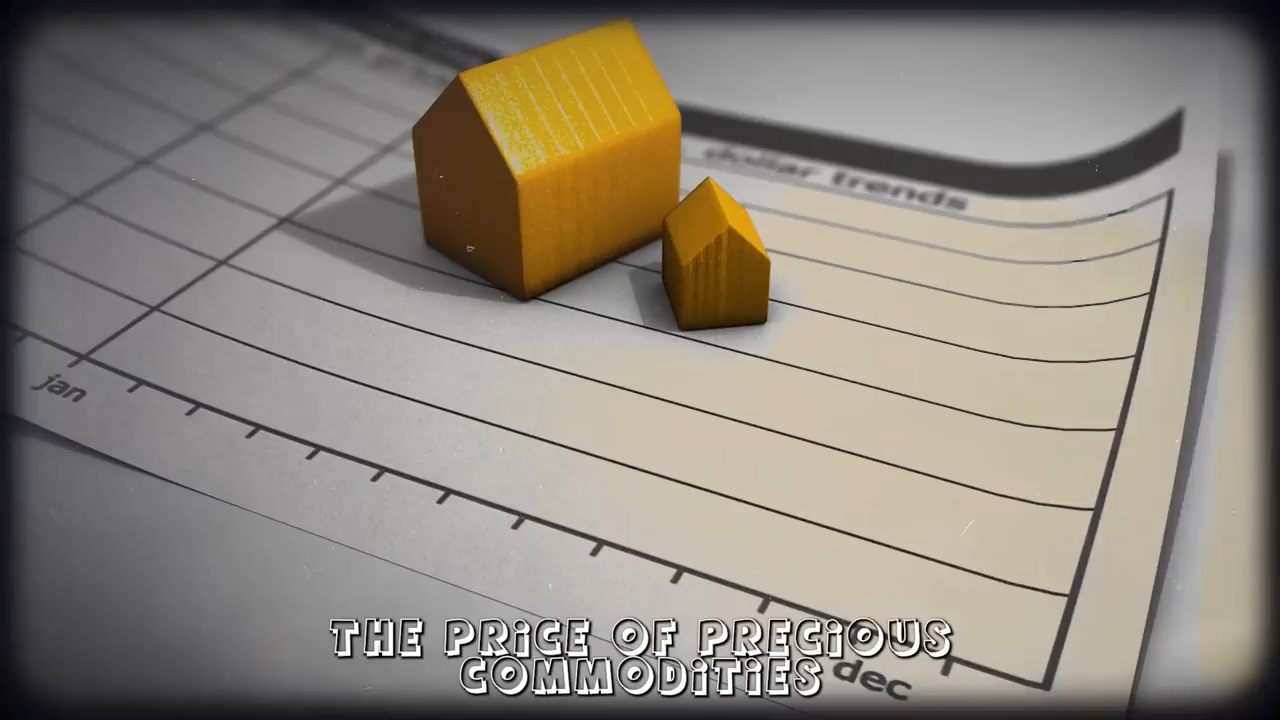 dollar trends
jan
dec
THE PRiCE OF PRECiOUS
COMMODiTiES